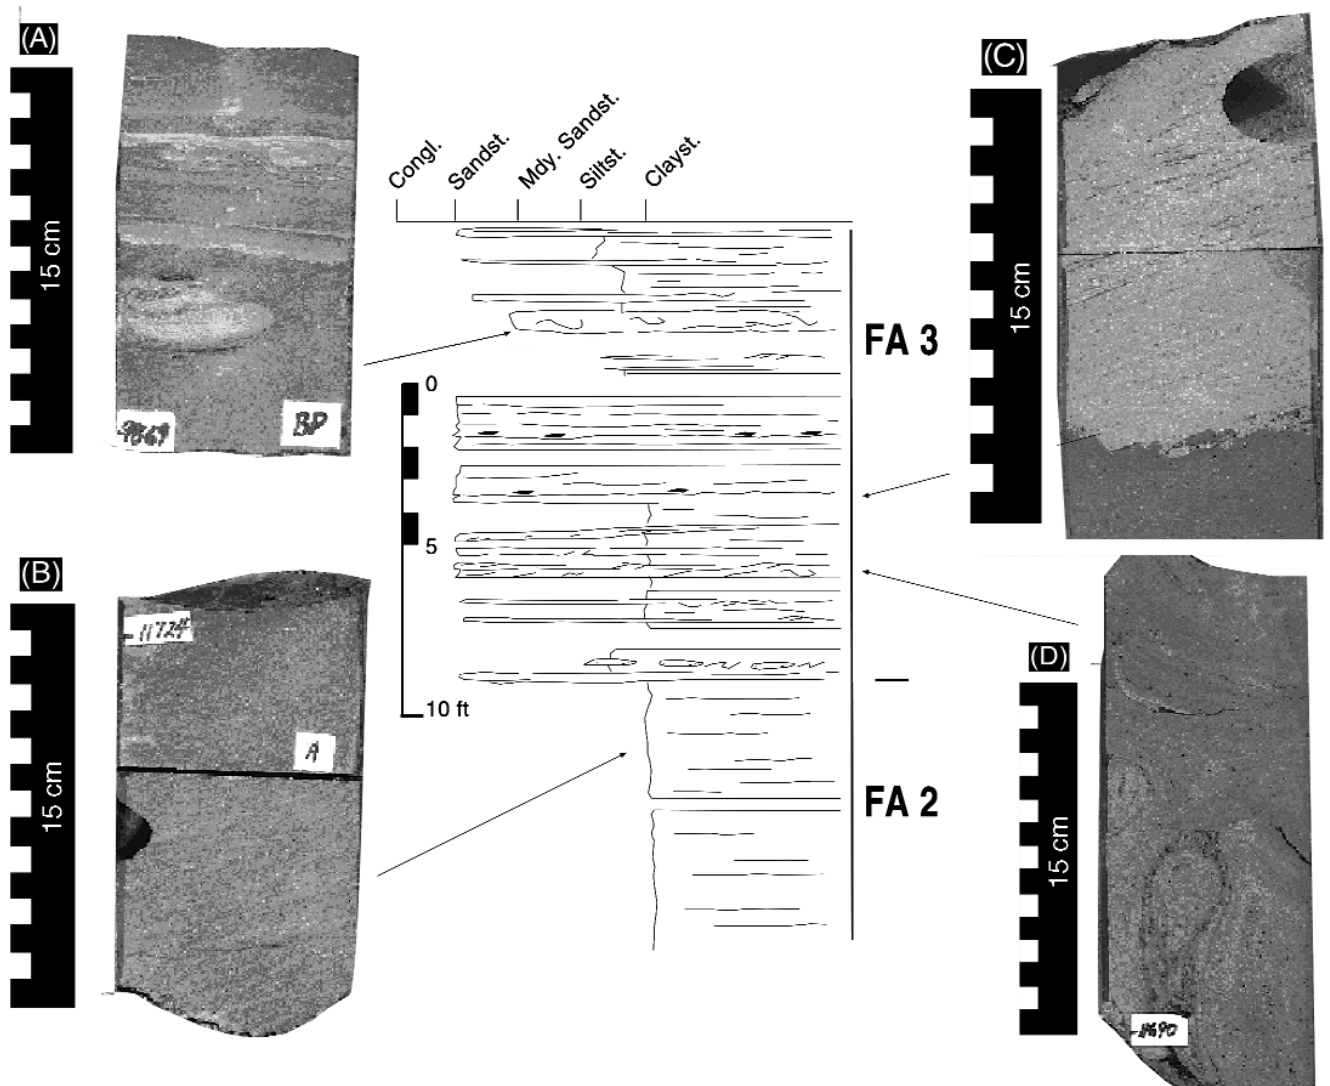 (A)
15 cm
-9869
BP
Congl.
Sandst.
Mdy. Sandst.
Siltst.
Clayst.
FA 3
0
5
10 ft
FA 2
(B)
-11724
A
15 cm
(C)
15 cm
(D)
15 cm
-11690